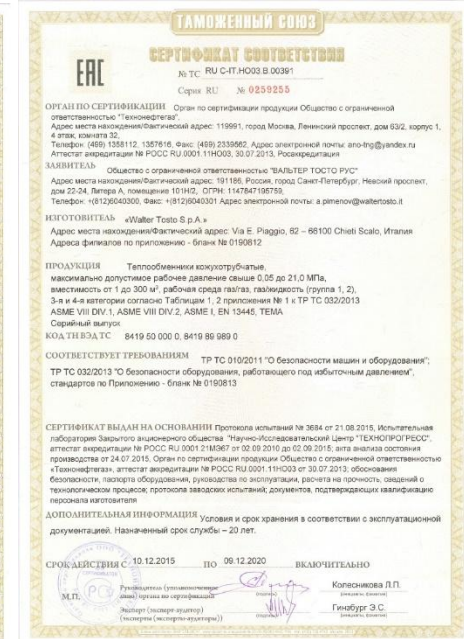 ТАМОЖЕННЫЙ СОЮЗ
СЕРТИФИКАТ СООТВЕТСТВИЯ
EAC
№ ТС RU C-IT.НО03.В.00391
Серия RU № 0259255
ОРГАН ПО СЕРТИФИКАЦИИ Орган по сертификации продукции Общество с ограниченной
ответственностью "Технонефтегаз".
Адрес места нахождения/Фактический адрес: 119991, город Москва, Ленинский проспект, дом 63/2, корпус 1,
4 этаж, комната 32,
Телефон (499) 1358112, 1357616, Факс (499) 2339662, Адрес электронной почты: ano-tng@yandex.ru
Аттестат аккредитации № РОСС RU.0001.11НО03, 30.07.2013, Росаккредитация
ЗАЯВИТЕЛЬ
Общество с ограниченной ответственностью "ВАЛЬТЕР ТОСТО РУС"
Адрес места нахождения/Фактический адрес: 191186, Россия, город Санкт-Петербург, Невский проспект,
дом 22-24, Литера А, помещение 101Н/2, ОГРН: 1147847195759,
Телефон: +(812)6040300, Факс: +(812)6040301 Адрес эл.почты: a.pimenov@waltertosto.it
ИЗГОТОВИТЕЛЬ «Walter Tosto S.p.A.»
Адрес места нахождения/Фактический адрес: Via E. Piaggio, 62 – 66100 Chieti Scalo, Италия
Адреса филиалов по приложению - бланк № 0190812
ПРОДУКЦИЯ Теплообменники кожухотрубчатые,
максимально допустимое рабочее давление свыше 0,05 до 21,0 МПа,
вместимость от 1 до 300 м³, рабочая среда газ/газ, газ/жидкость (группа 1, 2),
3-я и 4-я категории согласно Таблицам 1, 2 приложения № 1 к ТР ТС 032/2013
ASME VIII DIV.1, ASME VIII DIV.2, ASME I, EN 13445, TEMA
Серийный выпуск
КОД ТН ВЭД ТС 8419 50 000 0, 8419 89 989 0
СООТВЕТСТВУЕТ ТРЕБОВАНИЯМ ТР ТС 010/2011 "О безопасности машин и оборудования";
ТР ТС 032/2013 "О безопасности оборудования, работающего под избыточным давлением",
стандартов по Приложению - бланк № 0190813
СЕРТИФИКАТ ВЫДАН НА ОСНОВАНИИ Протокола испытаний № 3684 от 21.08.2015, Испытательная
лаборатория Закрытого акционерного общества "Научно-Исследовательский Центр "ТЕХНОПРОГРЕСС",
аттестат аккредитации № РОСС RU.0001.21МЭ67 от 02.09.2010 до 02.09.2015; акта анализа состояния
производства от 24.07.2015, Орган по сертификации продукции Общество с ограниченной ответственностью
«Технонефтегаз», аттестат аккредитации № РОСС RU.0001.11НО03 от 30.07.2013; обоснования
безопасности, паспорта оборудования, руководства по эксплуатации, расчета на прочность; сведений о
технологическом процессе; протокола заводских испытаний; документов, подтверждающих квалификацию
персонала изготовителя
ДОПОЛНИТЕЛЬНАЯ ИНФОРМАЦИЯ Условия и срок хранения в соответствии с эксплуатационной
документацией. Назначенный срок службы – 20 лет.
СРОК ДЕЙСТВИЯ С 10.12.2015 ПО 09.12.2020 ВКЛЮЧИТЕЛЬНО
М.П.
Руководитель (уполномоченное лицо) органа по сертификации Колесникова Л.П.
Эксперт (эксперт-аудитор) (эксперты (эксперты-аудиторы)) Гинзбург Э.С.